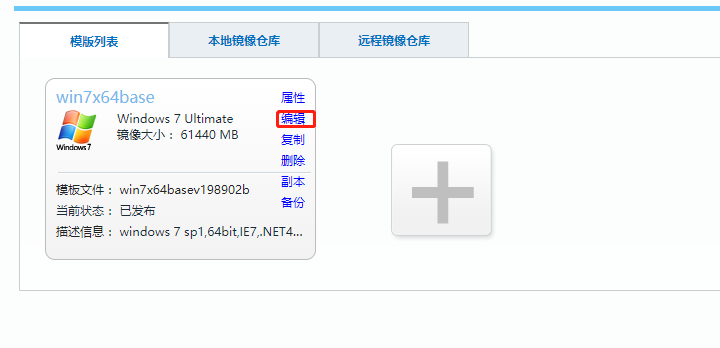 模版列表
本地镜像仓库
远程镜像仓库
win7x64base
属性
Windows 7 Ultimate
编辑
镜像大小： 61440 MB
复制
Windows 7
删除
副本
模板文件： win7x64basev198902b
备份
当前状态： 已发布
描述信息： windows 7 sp1,64bit,IE7,.NET4...